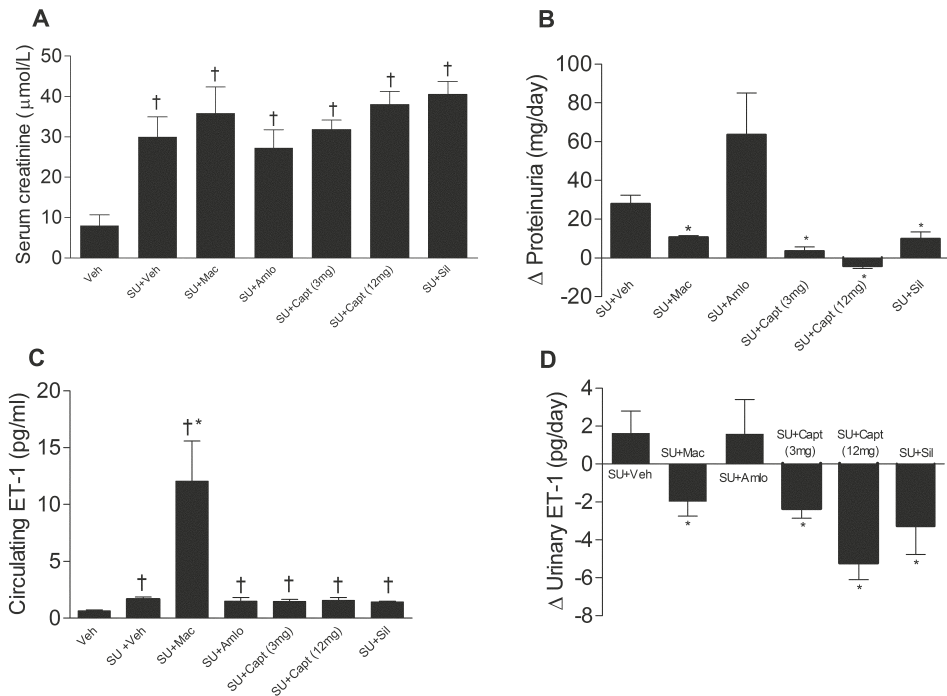 A
Serum creatinine (μmol/L)
50
40
30
20
10
0
†
†
†
†
†
†
Veh
SU+Veh
SU+Mac
SU+Amlo
SU+Capt (3mg)
SU+Capt (12mg)
SU+Sil
B
Δ Proteinuria (mg/day)
100
80
60
40
20
0
-20
*
*
*
*
SU+Veh
SU+Mac
SU+Amlo
SU+Capt (3mg)
SU+Capt (12mg)
SU+Sil
C
Circulating ET-1 (pg/ml)
20
15
10
5
0
†
†*
†
†
†
†
Veh
SU +Veh
SU+Mac
SU+Amlo
SU+Capt (3mg)
SU+Capt (12mg)
SU+Sil
D
Δ Urinary ET-1 (pg/day)
4
2
0
-2
-4
-6
-8
SU+Veh
SU+Mac
SU+Amlo
SU+Capt
(3mg)
SU+Capt
(12mg)
SU+Sil
*
*
*
*